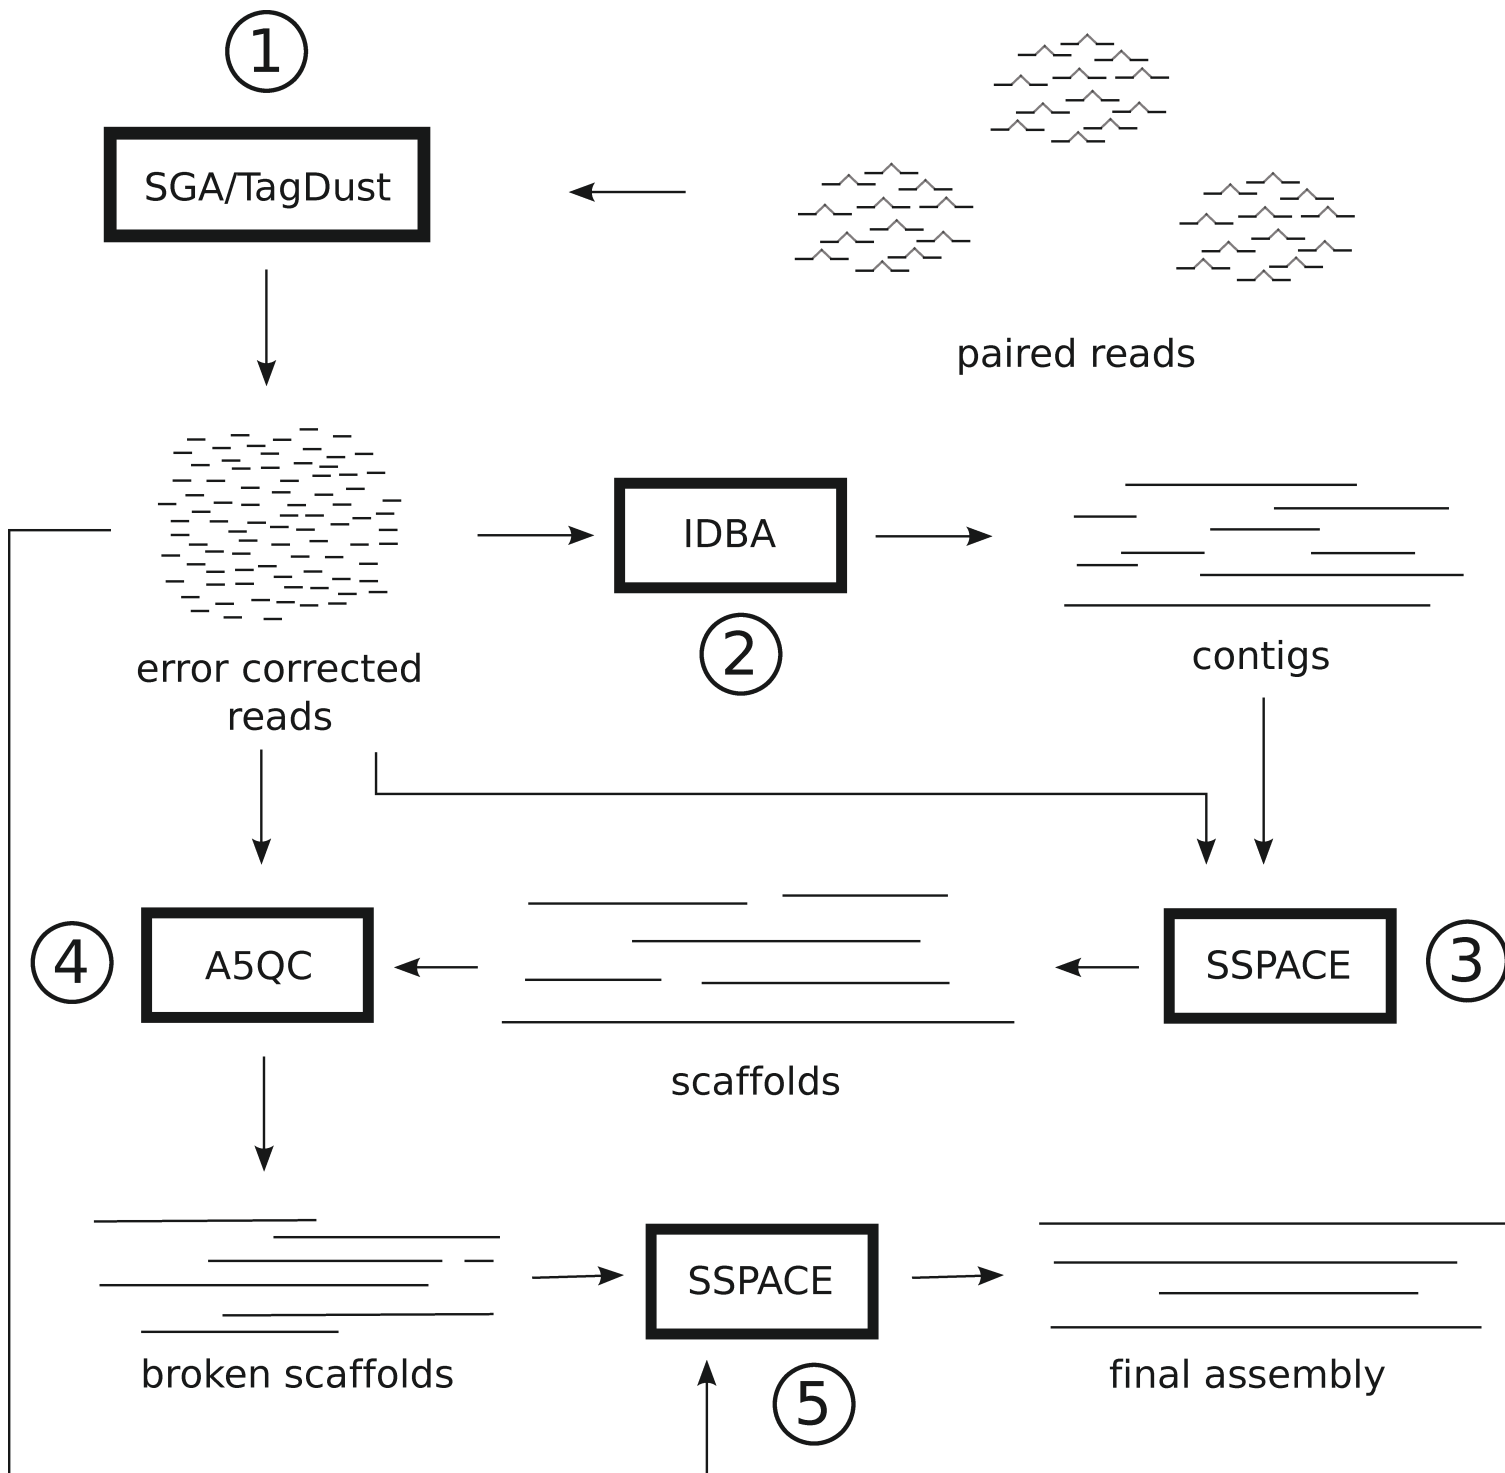 1
SGA/TagDust
paired reads
IDBA
2
error corrected
reads
contigs
4
A5QC
SSPACE
3
scaffolds
SSPACE
broken scaffolds
5
final assembly